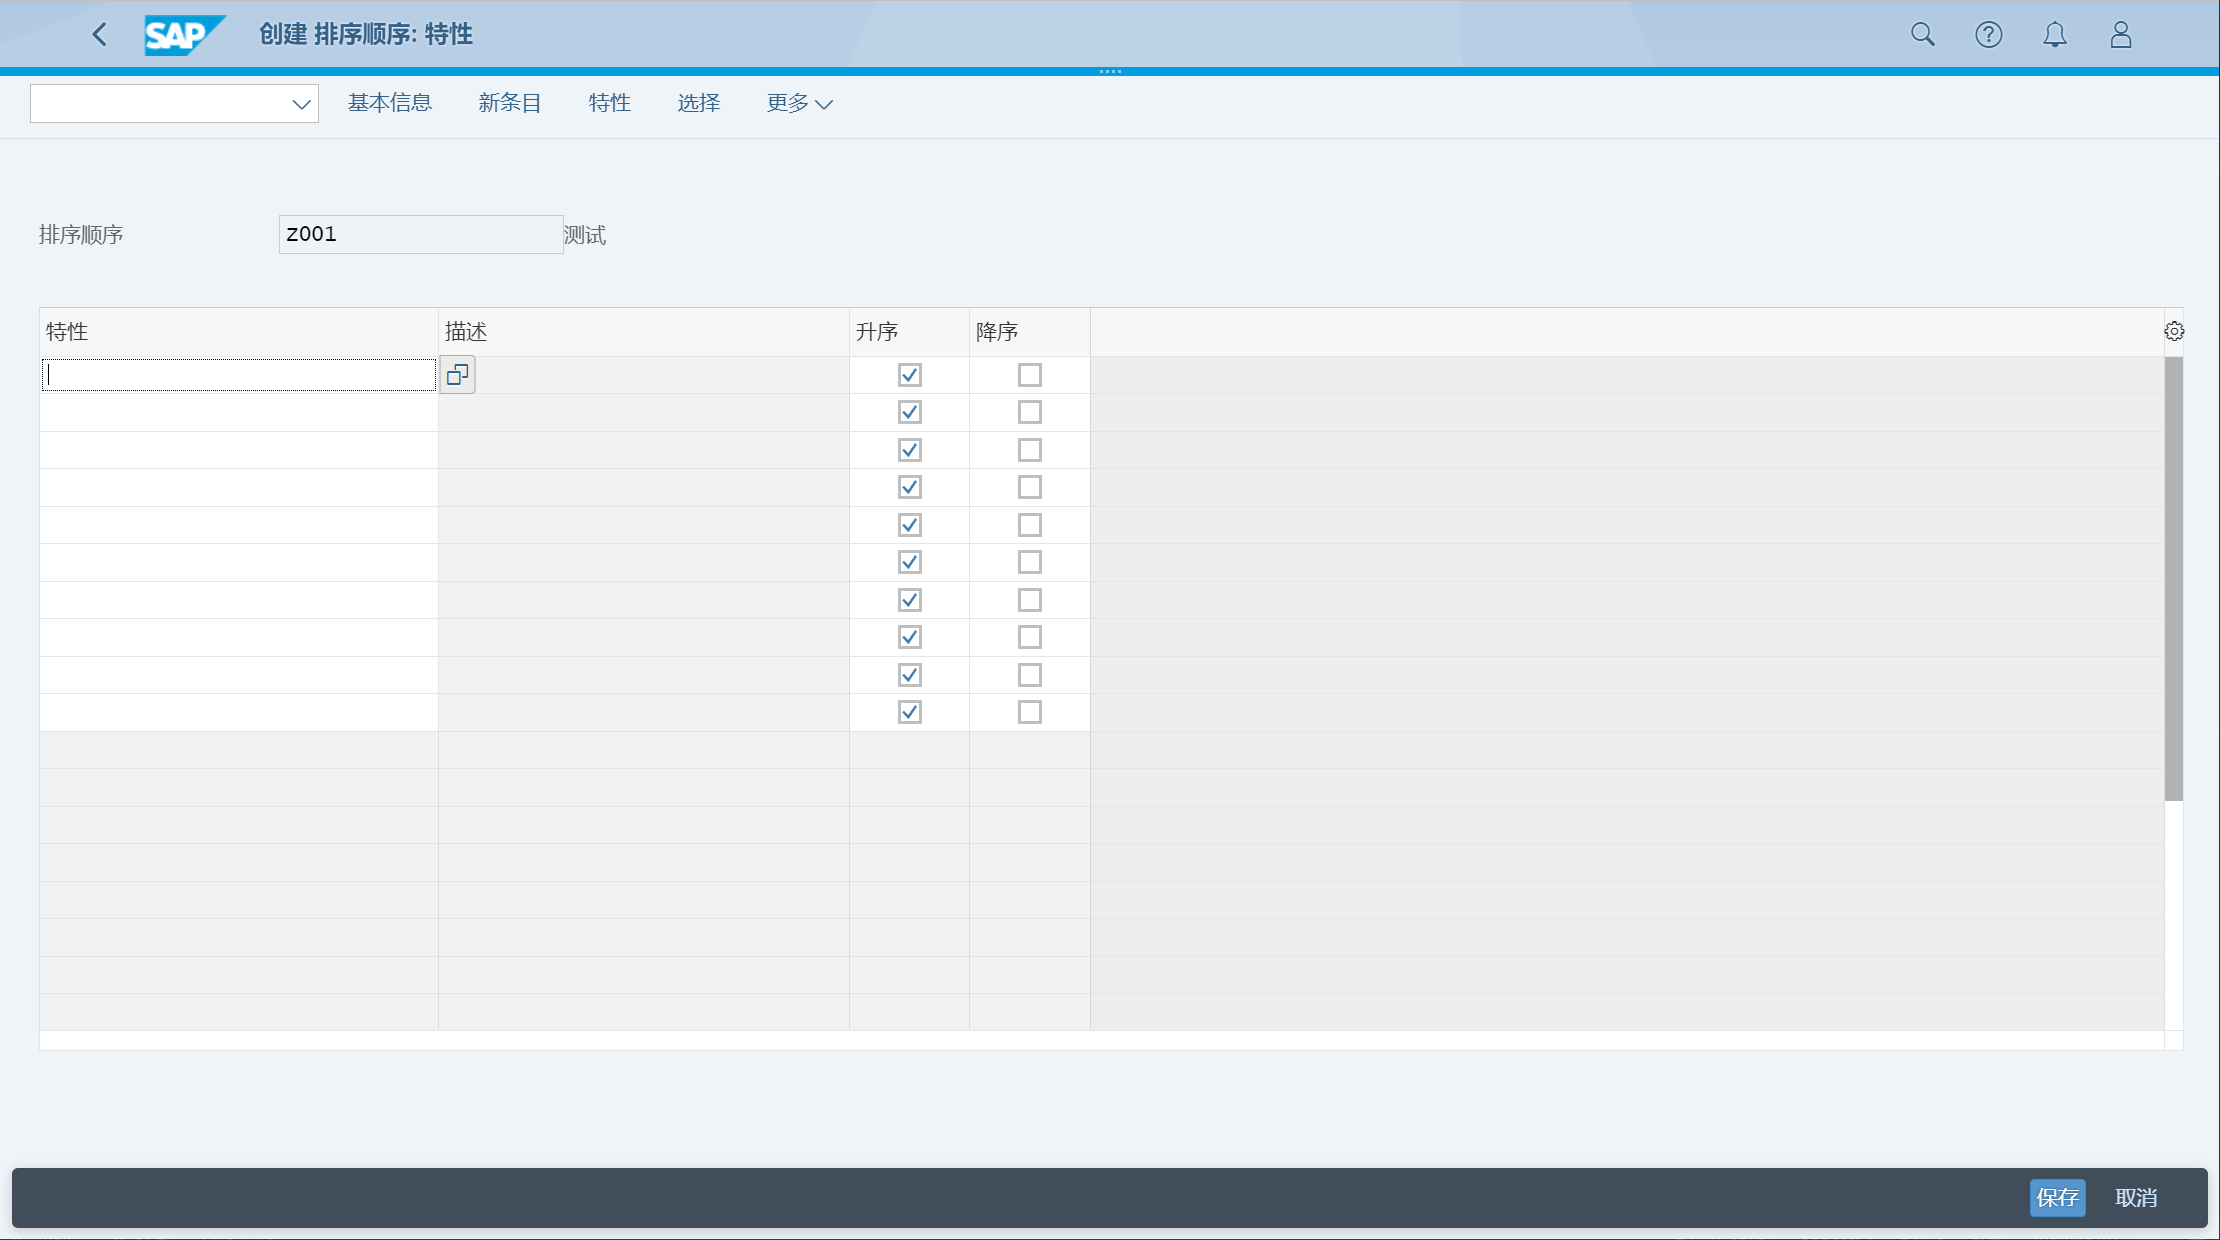 SAP 创建 排序顺序: 特性
基本信息 新条目 特性 选择 更多
排序顺序 z001 测试
特性 描述 升序 降序
保存 取消